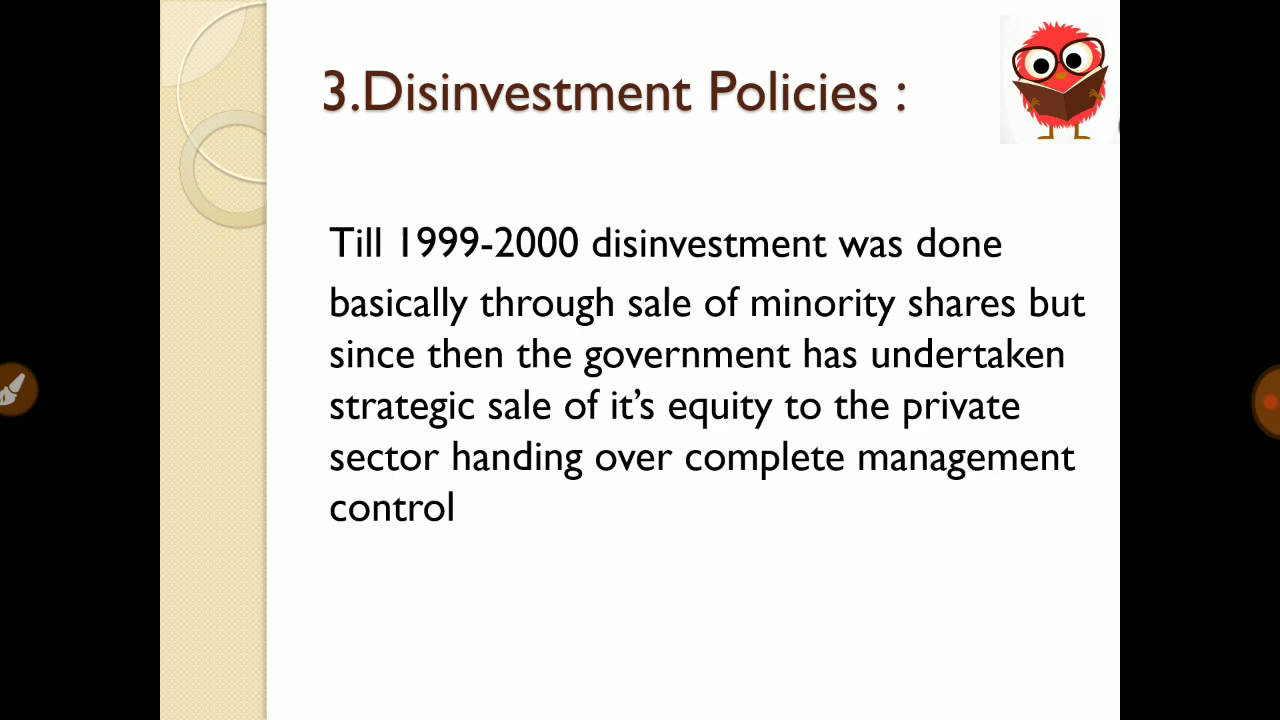 3.Disinvestment Policies :
Till 1999-2000 disinvestment was done
basically through sale of minority shares but
since then the government has undertaken
strategic sale of it’s equity to the private
sector handing over complete management
control